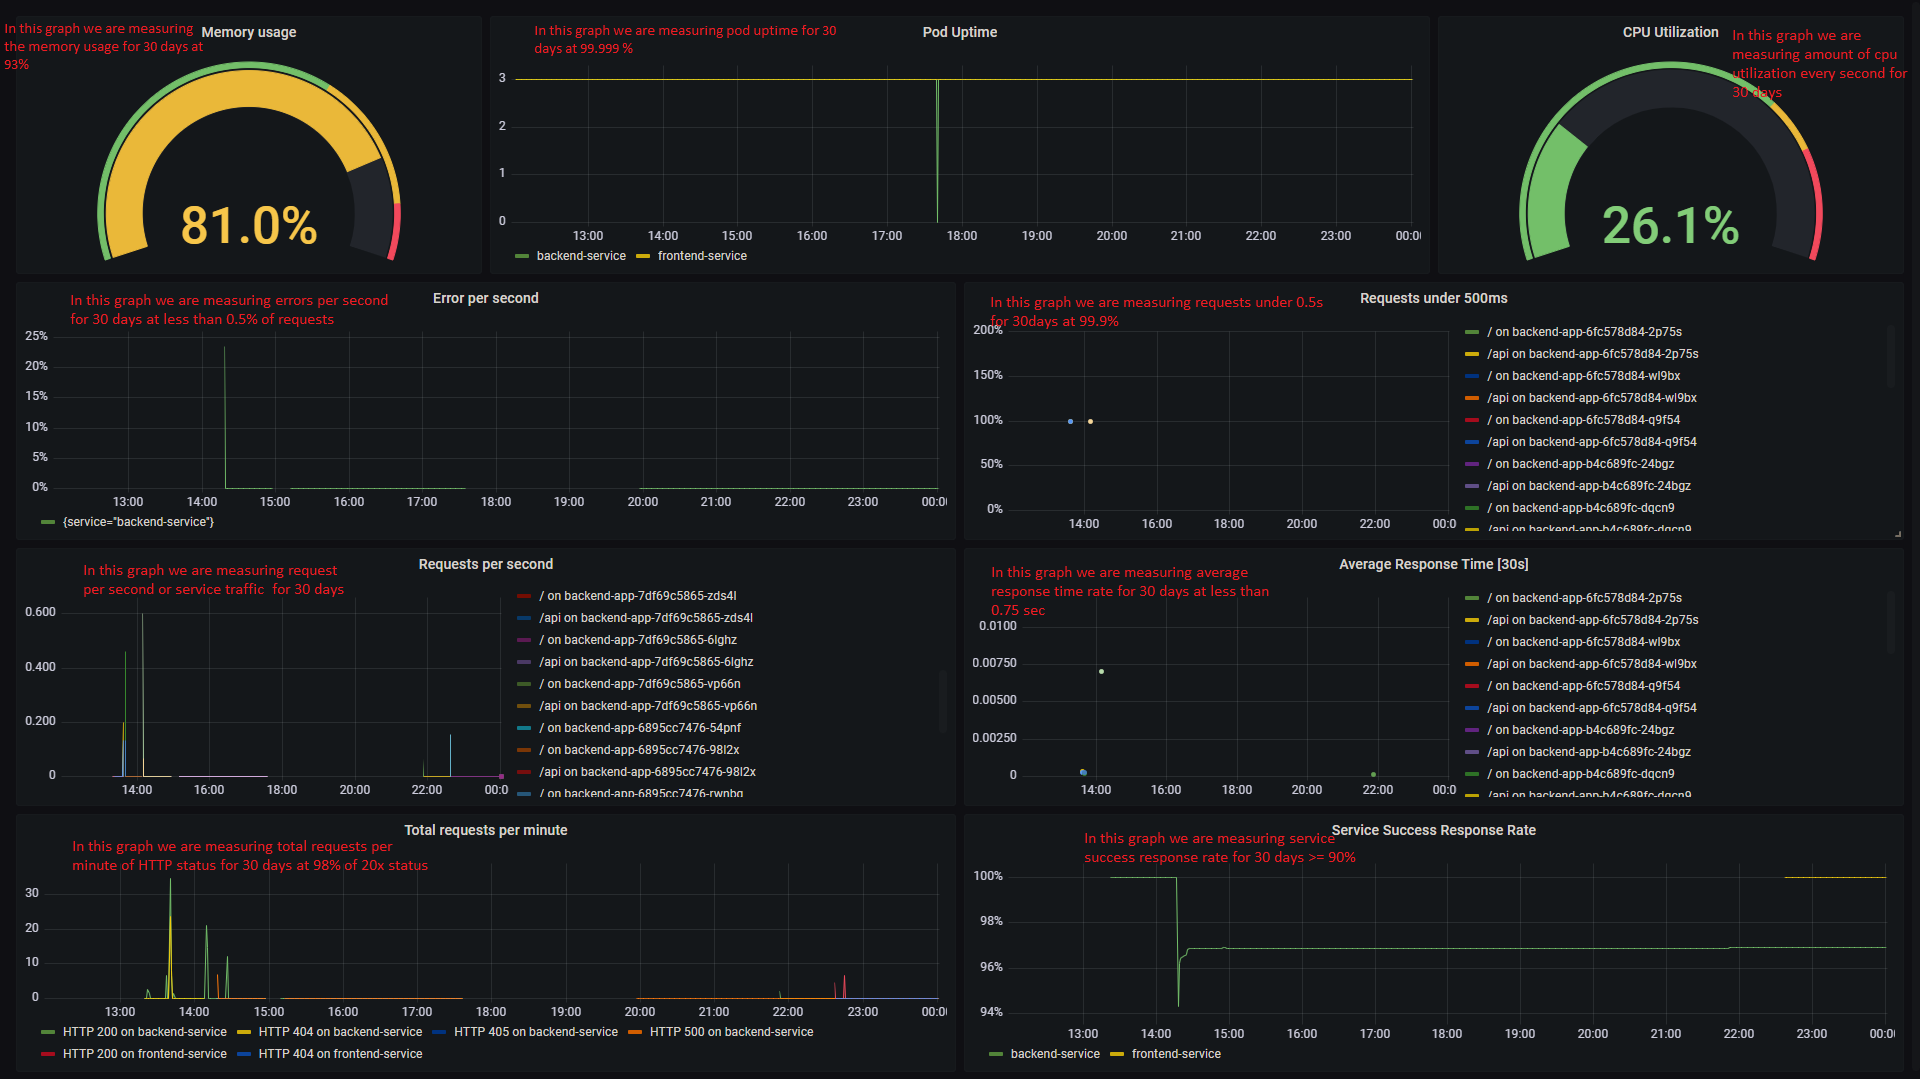 In this graph we are measuring
the memory usage for 30 days at
93%
Memory usage
81.0%
In this graph we are measuring pod uptime for 30
days at 99.999 %
Pod Uptime
3
2
1
0
13:00 14:00 15:00 16:00 17:00 18:00 19:00 20:00 21:00 22:00 23:00 00:0
backend-service frontend-service
CPU Utilization
In this graph we are
measuring amount of cpu
utilization every second for
30 days
26.1%
In this graph we are measuring errors per second
for 30 days at less than 0.5% of requests
Error per second
25%
20%
15%
10%
5%
0%
13:00 14:00 15:00 16:00 17:00 18:00 19:00 20:00 21:00 22:00 23:00 00:0
{service="backend-service"}
In this graph we are measuring requests under 0.5s
for 30days at 99.9%
Requests under 500ms
200%
150%
100%
50%
0%
14:00 16:00 18:00 20:00 22:00 00:0
/ on backend-app-6fc578d84-2p75s
/api on backend-app-6fc578d84-2p75s
/ on backend-app-6fc578d84-wl9bx
/api on backend-app-6fc578d84-wl9bx
/ on backend-app-6fc578d84-q9f54
/api on backend-app-6fc578d84-q9f54
/ on backend-app-b4c689fc-24bgz
/api on backend-app-b4c689fc-24bgz
/ on backend-app-b4c689fc-dqcn9
/api on backend-app-b4c689fc-dqcn9
In this graph we are measuring request
per second or service traffic for 30 days
Requests per second
0.600
0.400
0.200
0
14:00 16:00 18:00 20:00 22:00 00:0
/ on backend-app-7df69c5865-zds4l
/api on backend-app-7df69c5865-zds4l
/ on backend-app-7df69c5865-6lghz
/api on backend-app-7df69c5865-6lghz
/ on backend-app-7df69c5865-vp66n
/api on backend-app-7df69c5865-vp66n
/ on backend-app-6895cc7476-54pnf
/ on backend-app-6895cc7476-98l2x
/api on backend-app-6895cc7476-98l2x
/ on backend-app-6895cc7476-rwnbg
In this graph we are measuring average
response time rate for 30 days at less than
0.75 sec
Average Response Time [30s]
0.0100
0.00750
0.00500
0.00250
0
14:00 16:00 18:00 20:00 22:00 00:0
/ on backend-app-6fc578d84-2p75s
/api on backend-app-6fc578d84-2p75s
/ on backend-app-6fc578d84-wl9bx
/api on backend-app-6fc578d84-wl9bx
/ on backend-app-6fc578d84-q9f54
/api on backend-app-6fc578d84-q9f54
/ on backend-app-b4c689fc-24bgz
/api on backend-app-b4c689fc-24bgz
/ on backend-app-b4c689fc-dqcn9
/api on backend-app-b4c689fc-dqcn9
In this graph we are measuring total requests per
minute of HTTP status for 30 days at 98% of 20x status
Total requests per minute
30
20
10
0
13:00 14:00 15:00 16:00 17:00 18:00 19:00 20:00 21:00 22:00 23:00 00:0
HTTP 200 on backend-service HTTP 404 on backend-service HTTP 405 on backend-service HTTP 500 on backend-service
HTTP 200 on frontend-service HTTP 404 on frontend-service
In this graph we are measuring service
success response rate for 30 days >= 90%
Service Success Response Rate
100%
98%
96%
94%
13:00 14:00 15:00 16:00 17:00 18:00 19:00 20:00 21:00 22:00 23:00 00:0
backend-service frontend-service